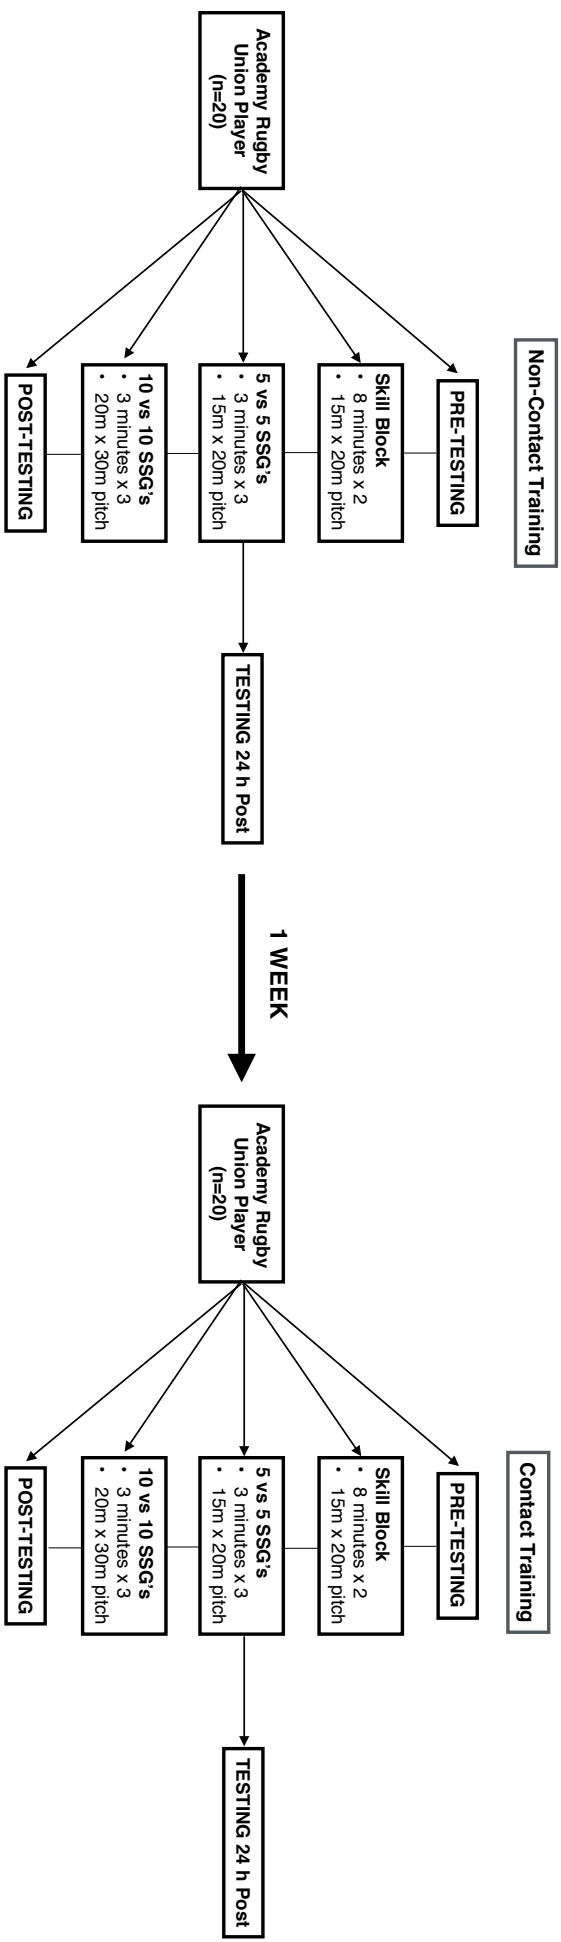 Non-Contact Training
Academy Rugby
Union Player
(n=20)
PRE-TESTING
Skill Block
• 8 minutes x 2
• 15m x 20m pitch
5 vs 5 SSG's
• 3 minutes x 3
• 15m x 20m pitch
10 vs 10 SSG's
• 3 minutes x 3
• 20m x 30m pitch
POST-TESTING
TESTING 24 h Post
1 WEEK
Contact Training
Academy Rugby
Union Player
(n=20)
PRE-TESTING
Skill Block
• 8 minutes x 2
• 15m x 20m pitch
5 vs 5 SSG's
• 3 minutes x 3
• 15m x 20m pitch
10 vs 10 SSG's
• 3 minutes x 3
• 20m x 30m pitch
POST-TESTING
TESTING 24 h Post